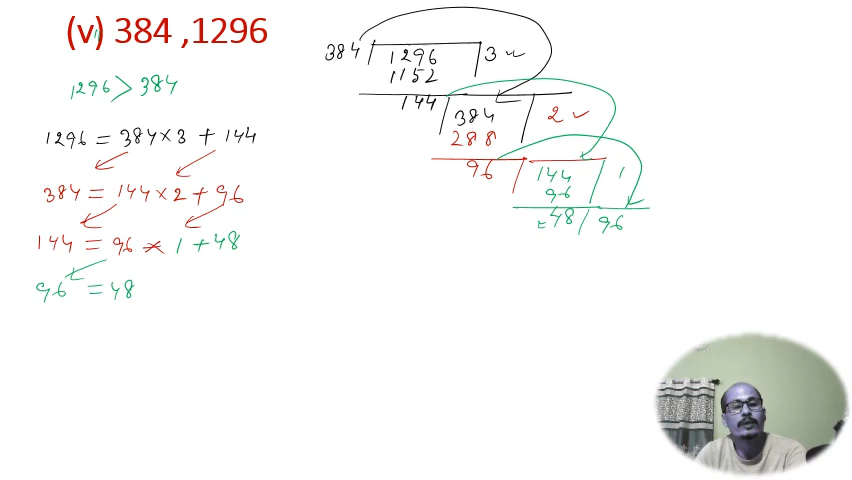 (v) 384 ,1296
1296 > 384
1296 = 384 × 3 + 144
384 = 144 × 2 + 96
144 = 96 × 1 + 48
96 = 48
384 1296 3
1152
144 384 2
288
96 144 1
96
= 48 96